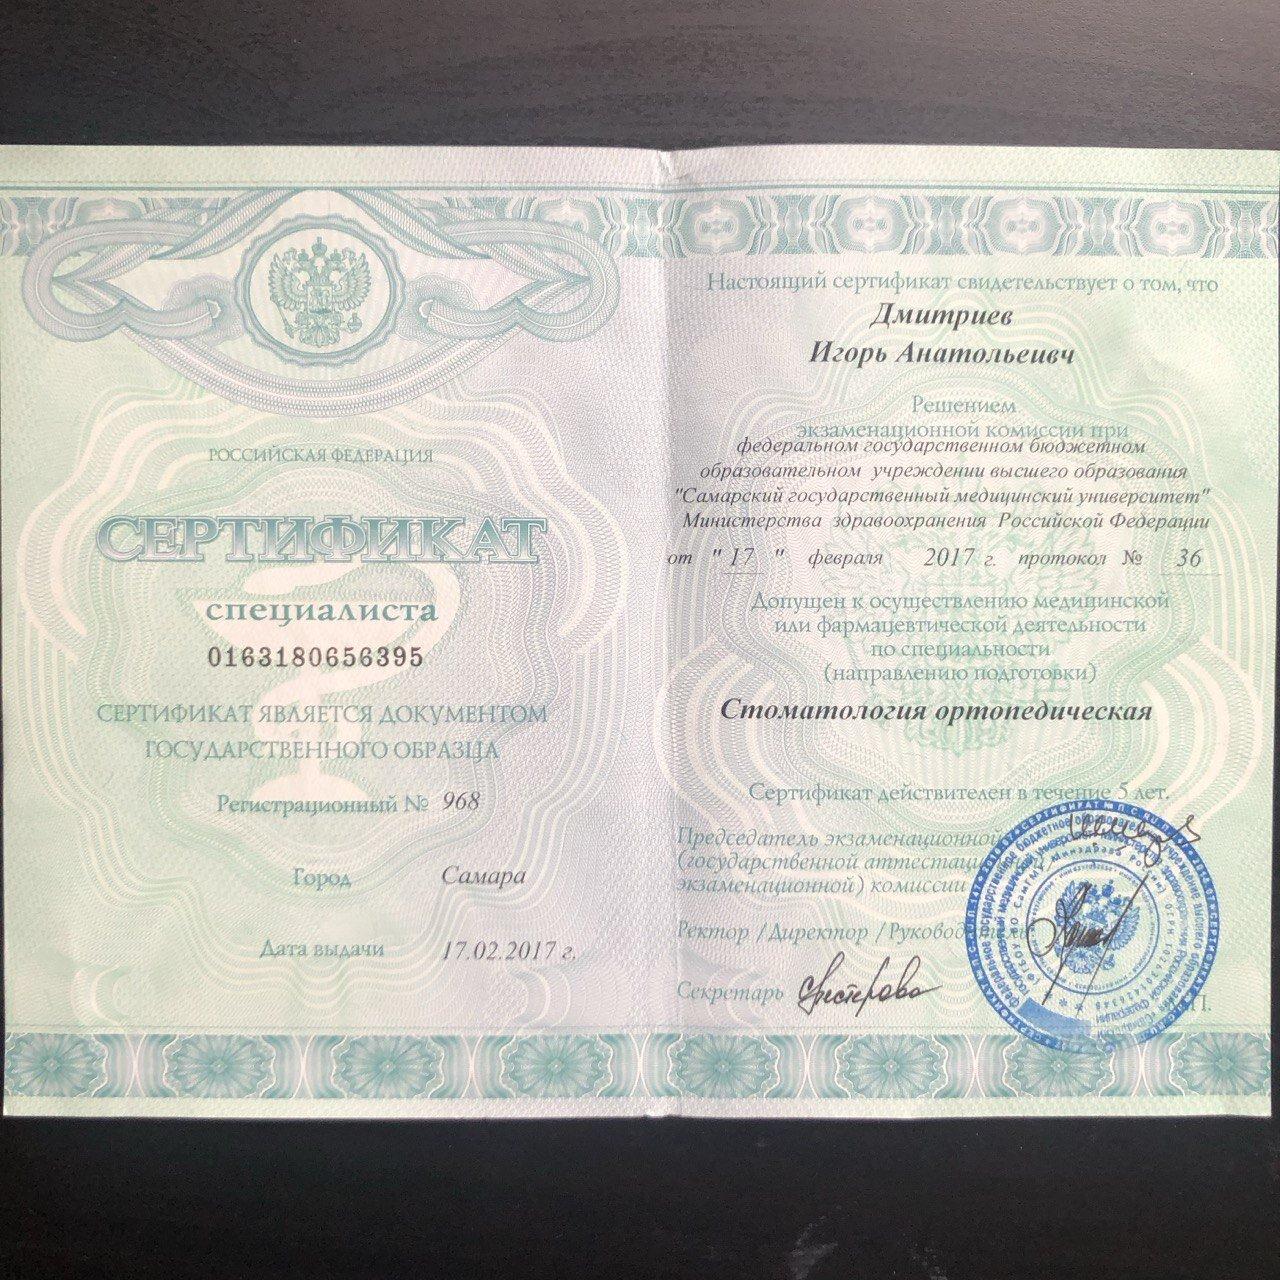 РОССИЙСКАЯ ФЕДЕРАЦИЯ
СЕРТИФИКАТ
специалиста
0163180656395
СЕРТИФИКАТ ЯВЛЯЕТСЯ ДОКУМЕНТОМ
ГОСУДАРСТВЕННОГО ОБРАЗЦА
Регистрационный № 968
Город Самара
Дата выдачи 17.02.2017 г.
Настоящий сертификат свидетельствует о том, что
Дмитриев
Игорь Анатольеивч
Решением
экзаменационной комиссии при
федеральном государственном бюджетном
образовательном учреждении высшего образования
"Самарский государственный медицинский университет"
Министерства здравоохранения Российской Федерации
от "17" февраля 2017 г. протокол № 36
Допущен к осуществлению медицинской
или фармацевтической деятельности
по специальности
(направлению подготовки)
Стоматология ортопедическая
Сертификат действителен в течение 5 лет.
Председатель экзаменационной
(государственной аттестационной
экзаменационной) комиссии
Ректор /Директор /Руководитель
Секретарь